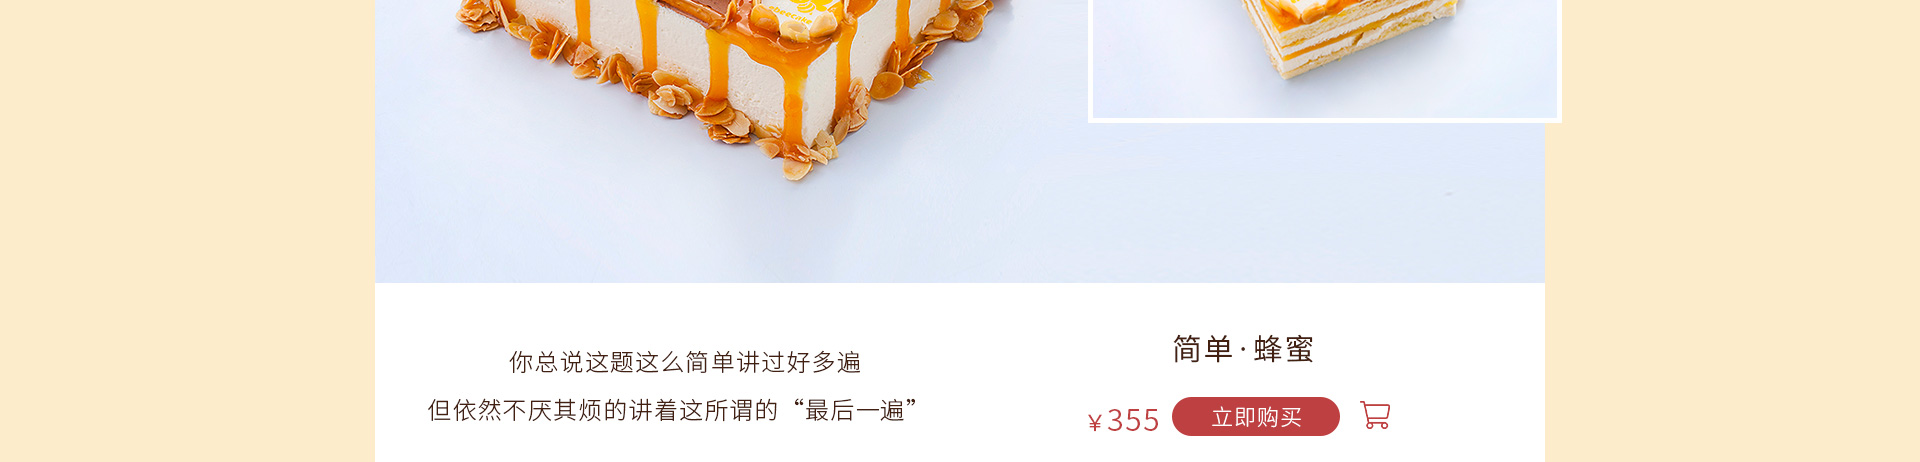 你总说这题这么简单讲过好多遍
但依然不厌其烦的讲着这所谓的“最后一遍”
简单·蜂蜜
¥355
立即购买